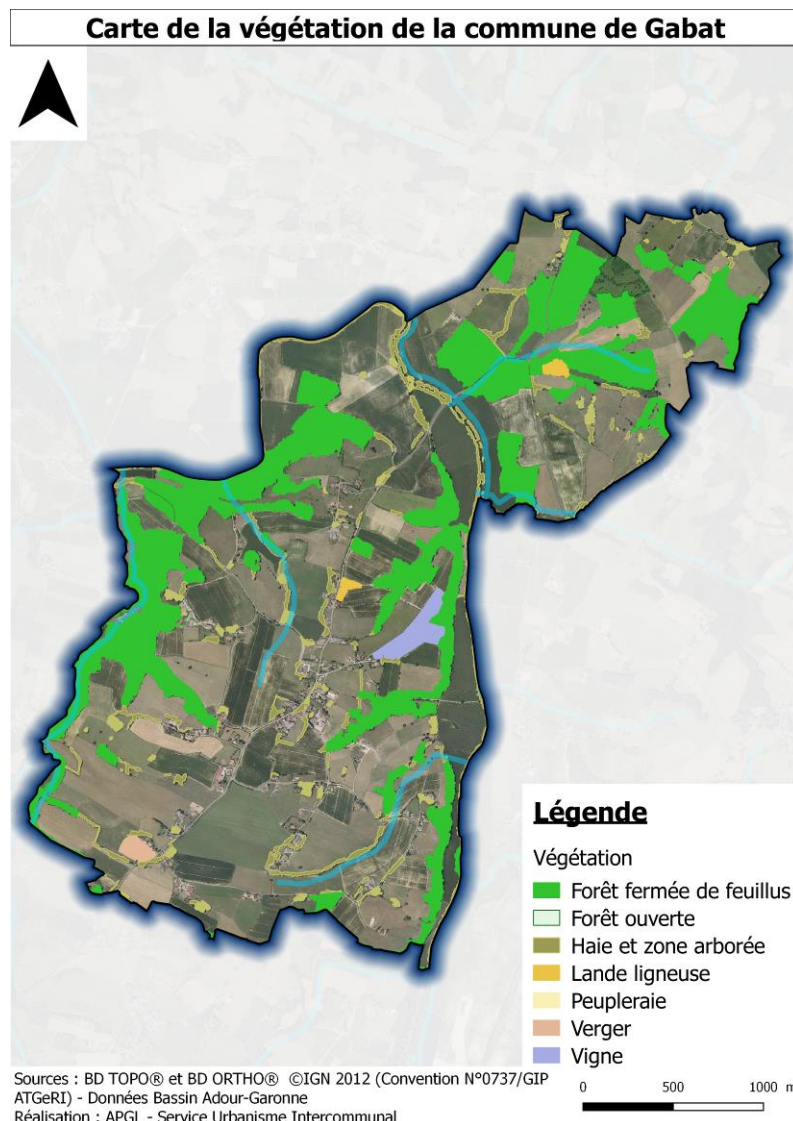 Carte de la végétation de la commune de Gabat
Légende
Végétation
Forêt fermée de feuillus
Forêt ouverte
Haie et zone arborée
Lande ligneuse
Peupleraie
Verger
Vigne
0 500 1000 m
Sources : BD TOPO® et BD ORTHO® ©IGN 2012 (Convention N°0737/GIP
ATGeRI) - Données Bassin Adour-Garonne
Réalisation : APGL - Service Urbanisme Intercommunal